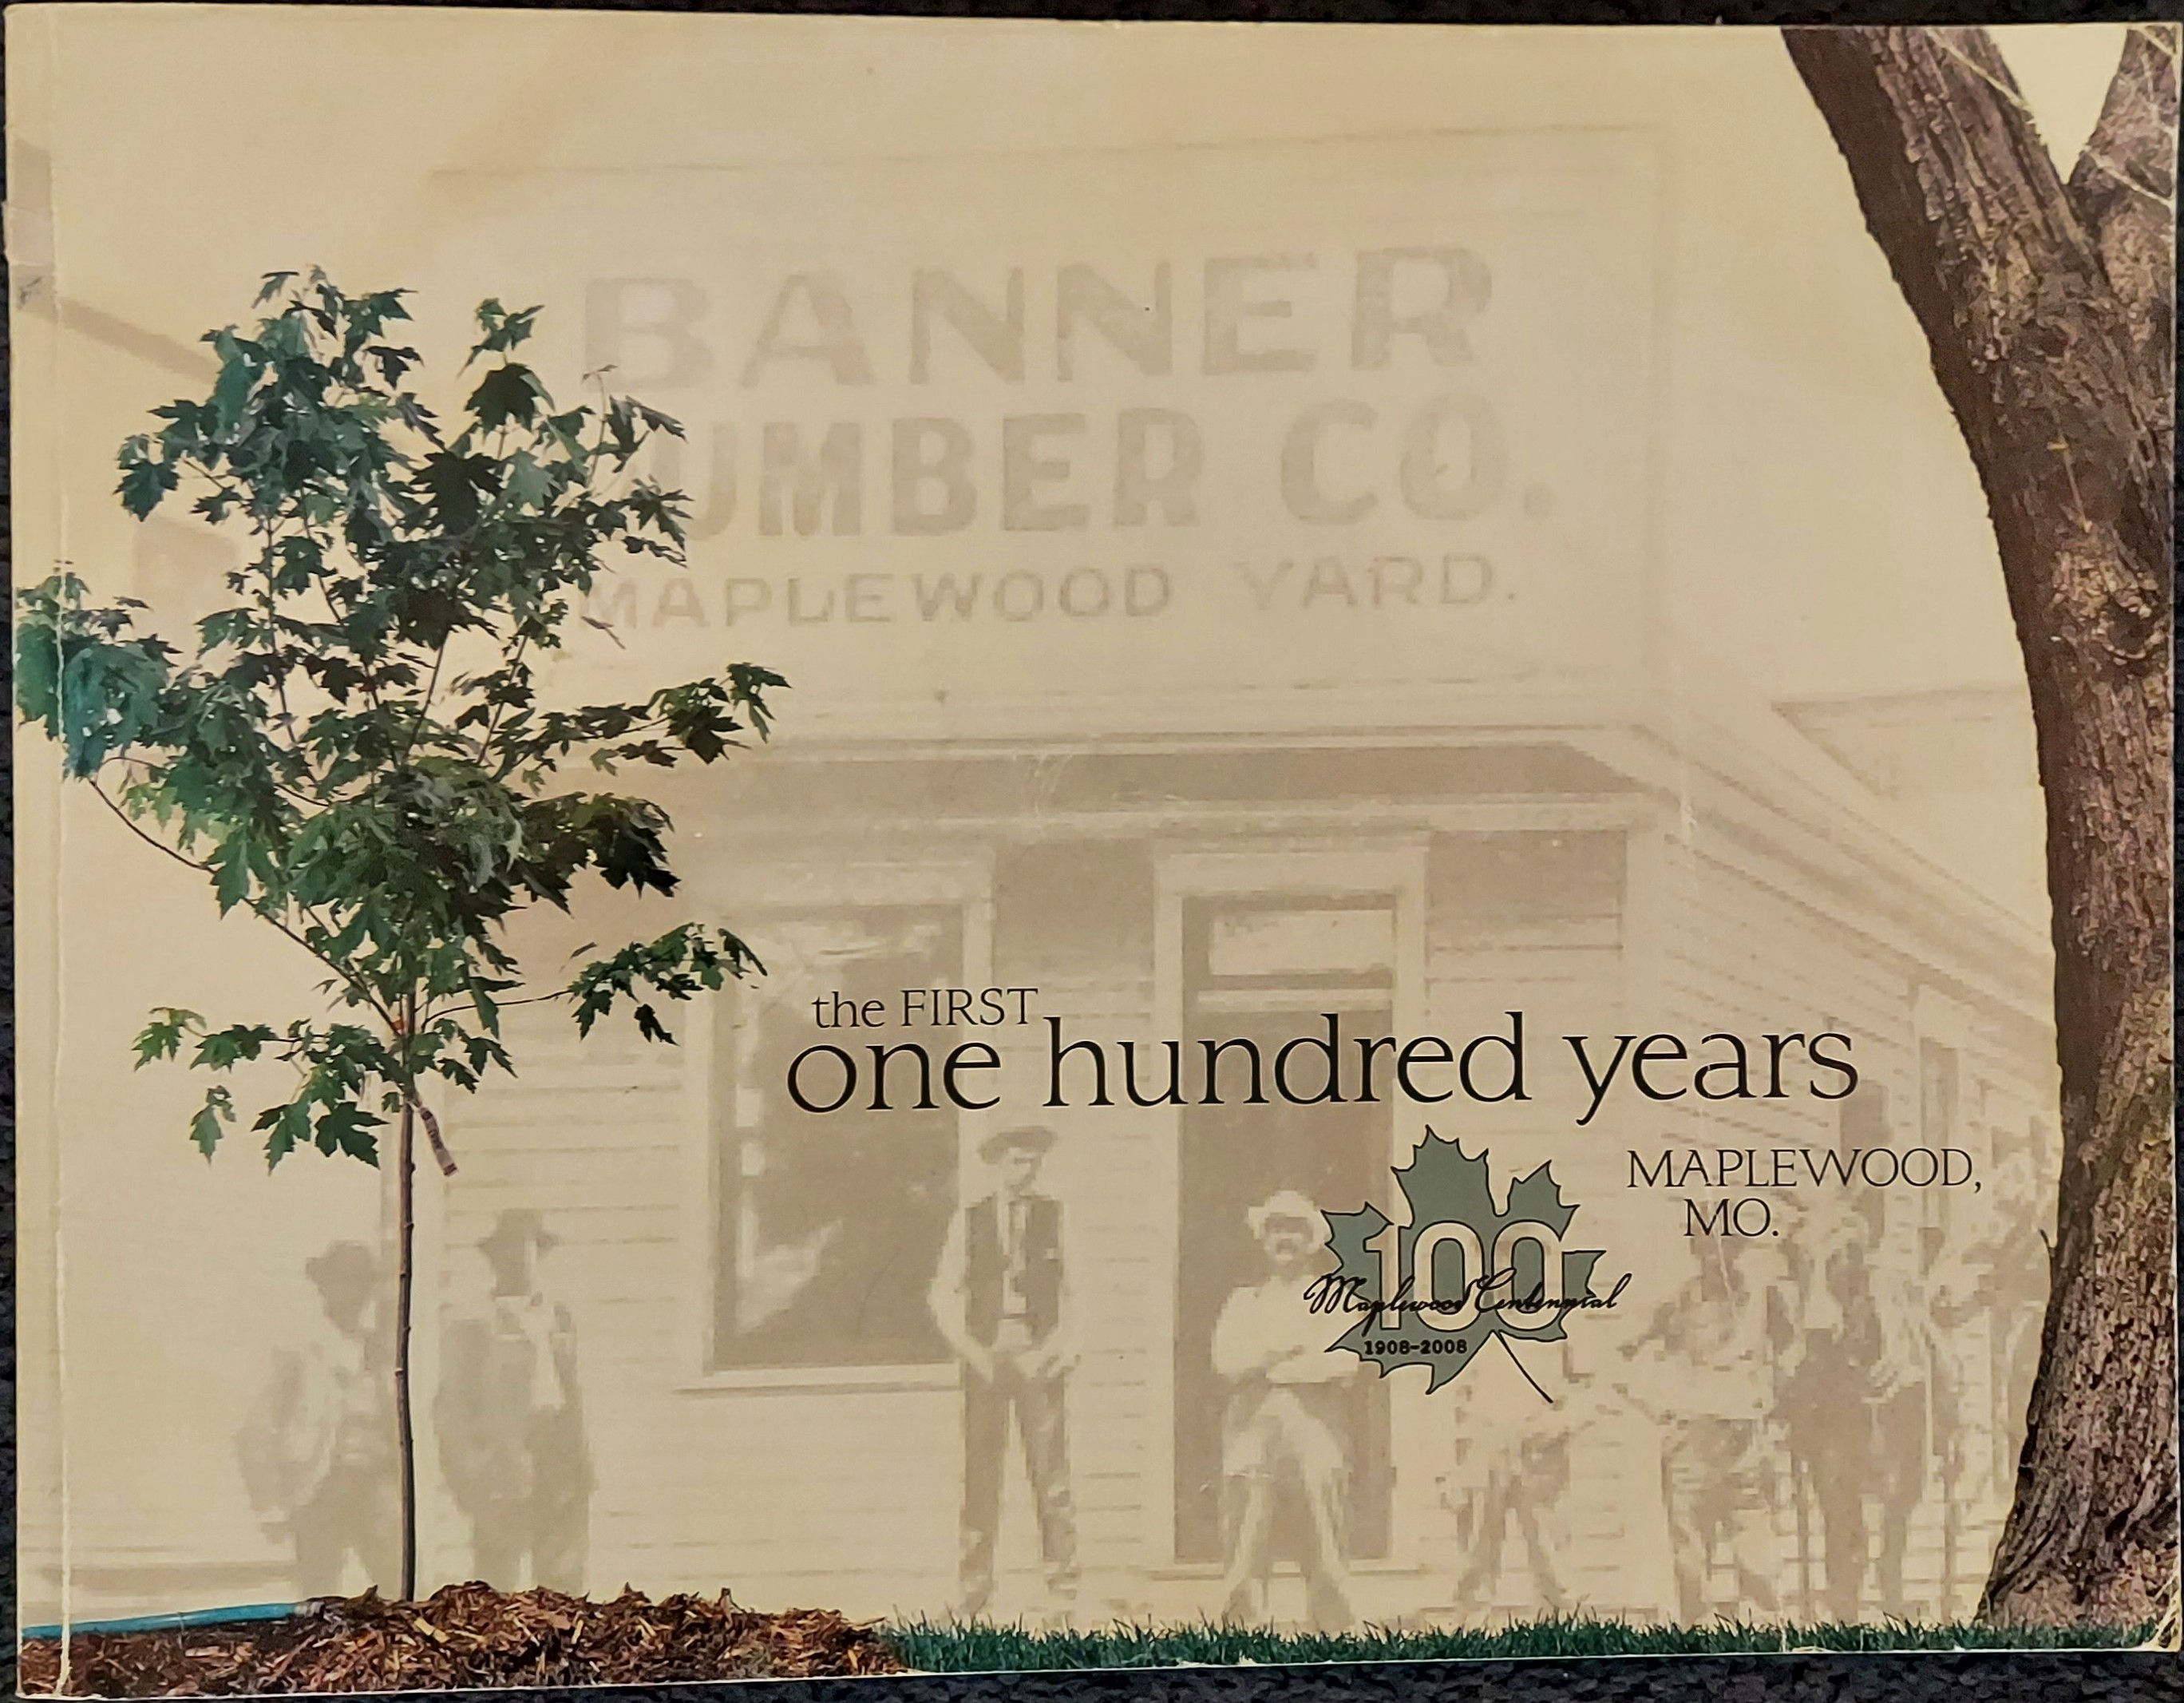 BANNER
UMBER CO.
MAPLEWOOD YARD.
the FIRST
one hundred years
MAPLEWOOD,
MO.
100
Maplewood Centennial
1908-2008